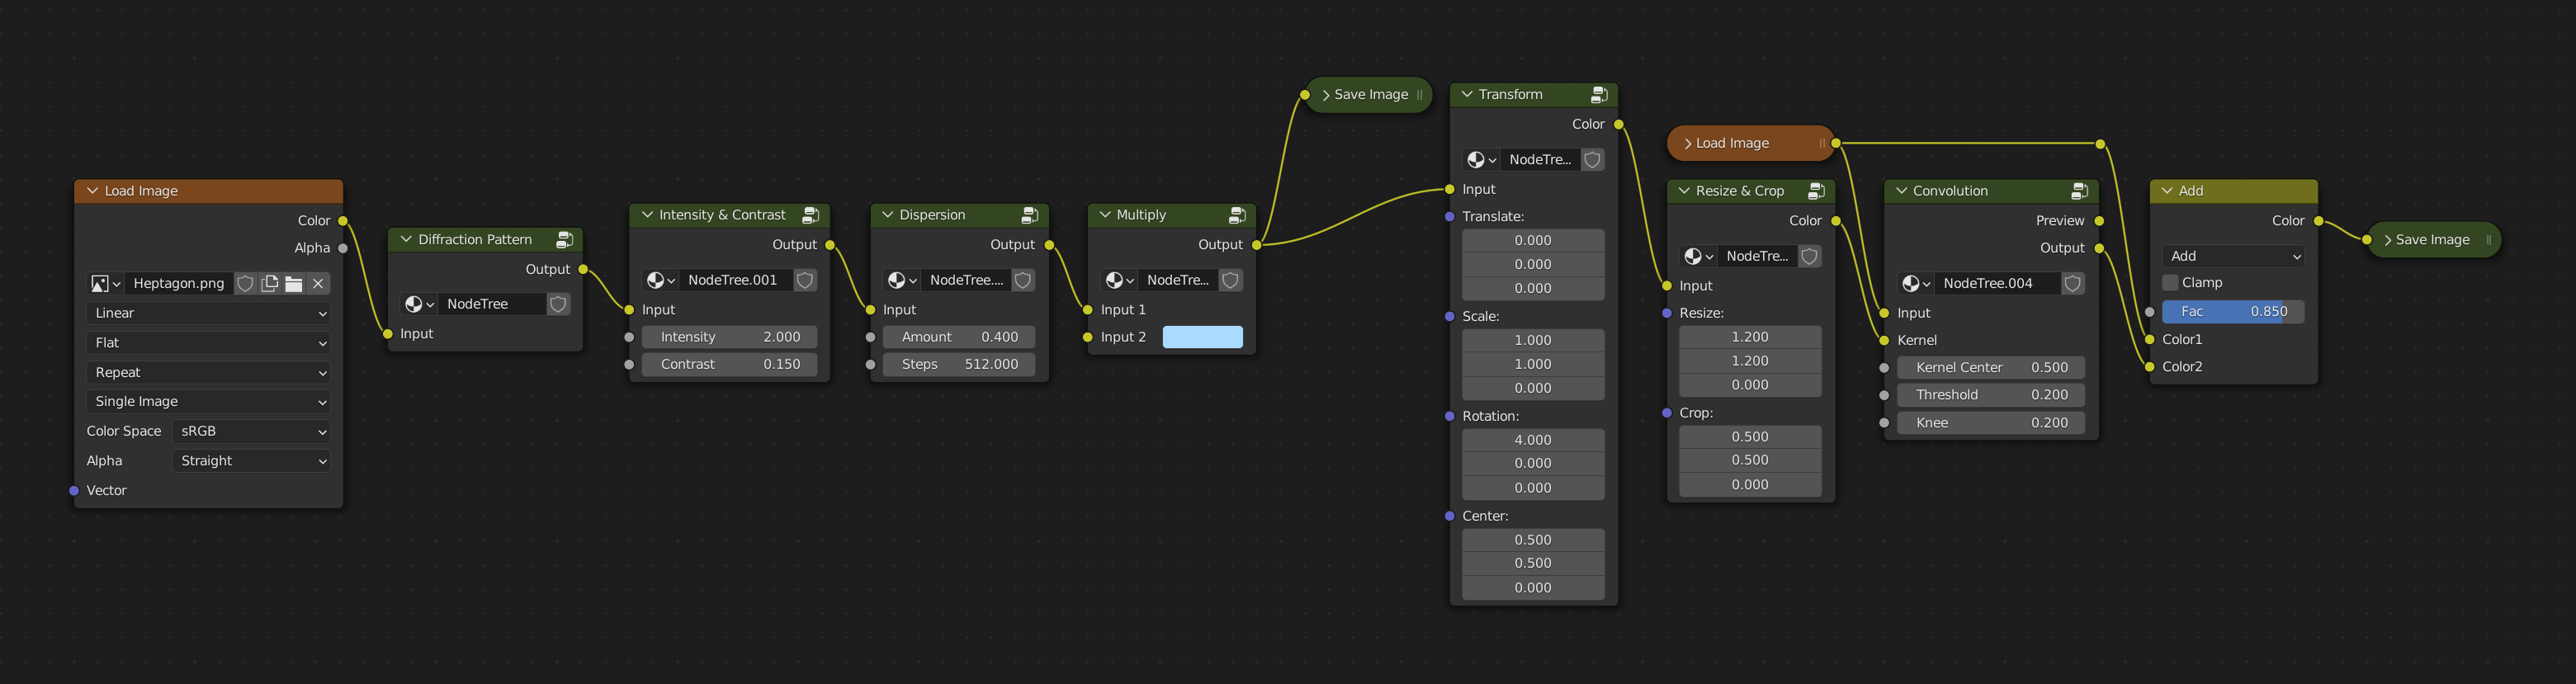 Load Image
Color
Alpha
Heptagon.png
Linear
Flat
Repeat
Single Image
Color Space sRGB
Alpha Straight
Vector
Diffraction Pattern
Output
NodeTree
Input
Intensity & Contrast
Output
NodeTree.001
Input
Intensity 2.000
Contrast 0.150
Dispersion
Output
NodeTree....
Input
Amount 0.400
Steps 512.000
Multiply
Output
NodeTre...
Input 1
Input 2
Save Image
Transform
Color
NodeTre...
Input
Translate:
0.000
0.000
0.000
Scale:
1.000
1.000
0.000
Rotation:
4.000
0.000
0.000
Center:
0.500
0.500
0.000
Load Image
Resize & Crop
Color
NodeTre...
Input
Resize:
1.200
1.200
0.000
Crop:
0.500
0.500
0.000
Convolution
Preview
Output
NodeTree.004
Input
Kernel
Kernel Center 0.500
Threshold 0.200
Knee 0.200
Add
Color
Add
Clamp
Fac 0.850
Color1
Color2
Save Image